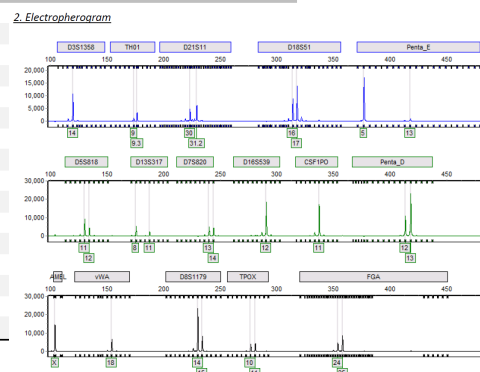 2. Electropherogram
D3S1358 TH01 D21S11 D18S51 Penta_E
100 150 200 250 300 350 400 450
20,000
15,000
10,000
5,000
0
14 9 30 16 5 13
9.3 31.2 17
D5S818 D13S317 D7S820 D16S539 CSF1PO Penta_D
100 150 200 250 300 350 400 450
30,000
20,000
10,000
0
11 8 11 13 12 11 12
12 14 13
AMEL vWA D8S1179 TPOX FGA
100 150 200 250 300 350 400 450
30,000
20,000
10,000
0
X 18 14 10 24